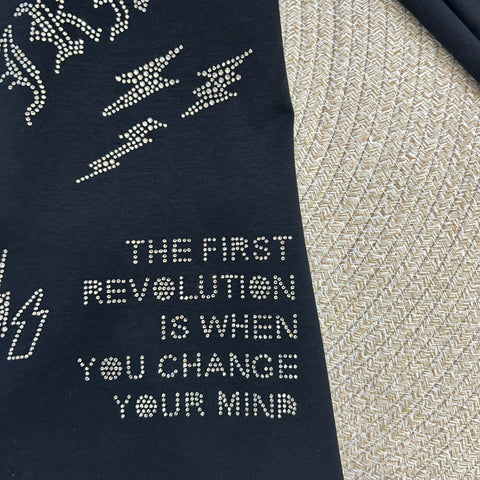 THE FIRST
REVOLUTION
IS WHEN
YOU CHANGE
YOUR MIND